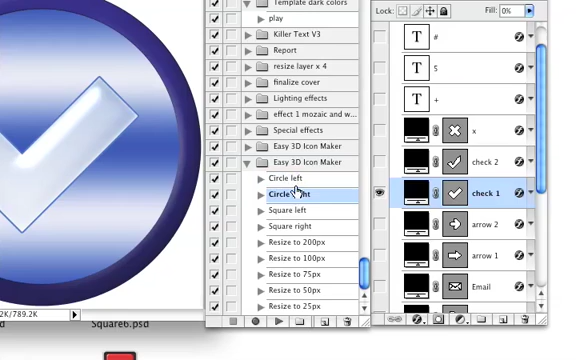 Template dark colors
play
Killer Text V3
Report
resize layer x 4
finalize cover
Lighting effects
effect 1 mozaic and w...
Special effects
Easy 3D Icon Maker
Easy 3D Icon Maker
Circle left
Circle right
Square left
Square right
Resize to 200px
Resize to 100px
Resize to 75px
Resize to 50px
Resize to 25px
Lock:
Fill: 0%
T #
T $
T +
x
check 2
check 1
arrow 2
arrow 1
Email
2K/789.2K
Square6.psd